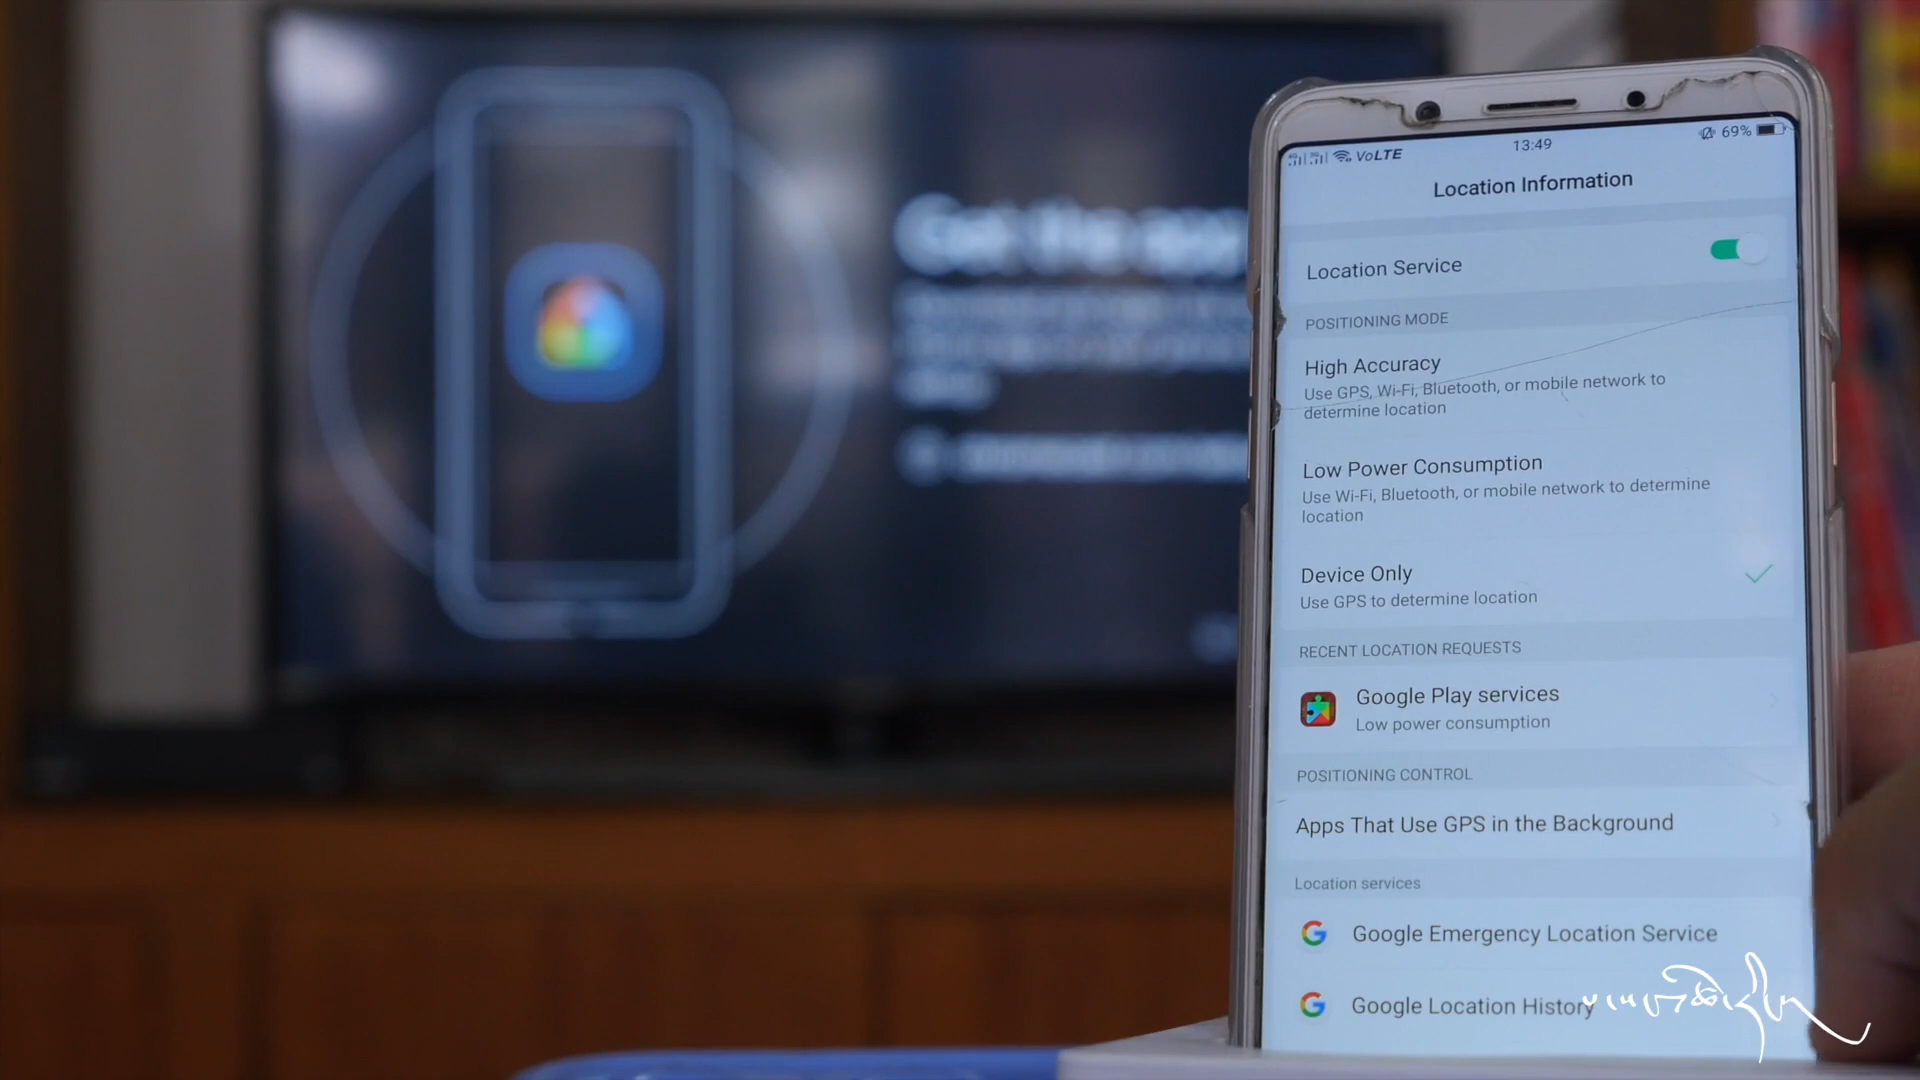 Get the app
VoLTE
13:49
69%
Location Information
Location Service
POSITIONING MODE
High Accuracy
Use GPS, Wi-Fi, Bluetooth, or mobile network to
determine location
Low Power Consumption
Use Wi-Fi, Bluetooth, or mobile network to determine
location
Device Only
Use GPS to determine location
RECENT LOCATION REQUESTS
Google Play services
Low power consumption
POSITIONING CONTROL
Apps That Use GPS in the Background
Location services
Google Emergency Location Service
Google Location History